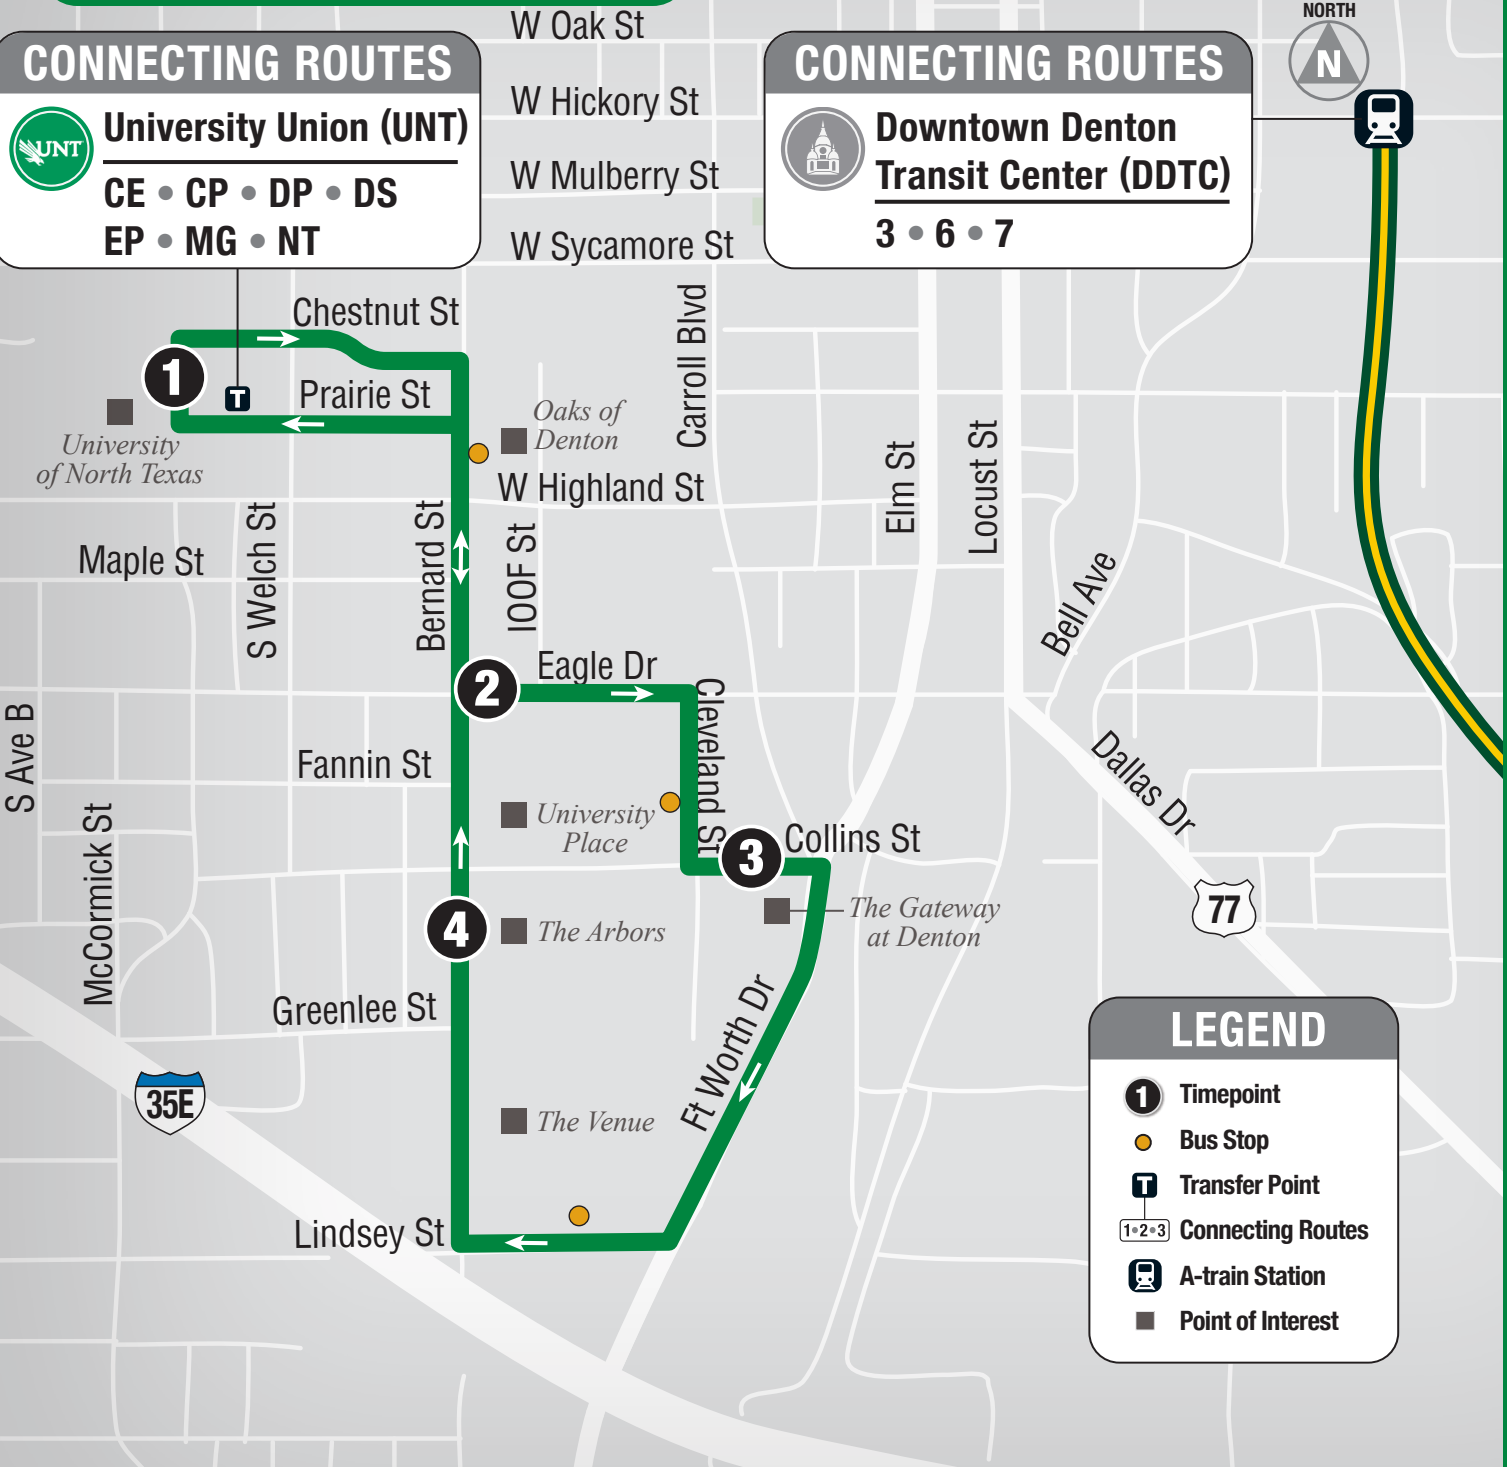 W Oak St
NORTH
N
CONNECTING ROUTES
UNT
University Union (UNT)
CE • CP • DP • DS
EP • MG • NT
W Hickory St
W Mulberry St
W Sycamore St
CONNECTING ROUTES
Downtown Denton
Transit Center (DDTC)
3 • 6 • 7
Chestnut St
1
T
Prairie St
University
of North Texas
Oaks of
Denton
Carroll Blvd
W Highland St
Elm St
Locust St
Maple St
S Welch St
Bernard St
IOOF St
Bell Ave
2
Eagle Dr
Cleveland St
S Ave B
Fannin St
Dallas Dr
McCormick St
University
Place
3
Collins St
77
4
The Arbors
The Gateway
at Denton
Greenlee St
Ft Worth Dr
35E
The Venue
Lindsey St
LEGEND
1 Timepoint
Bus Stop
T Transfer Point
1•2•3 Connecting Routes
A-train Station
Point of Interest